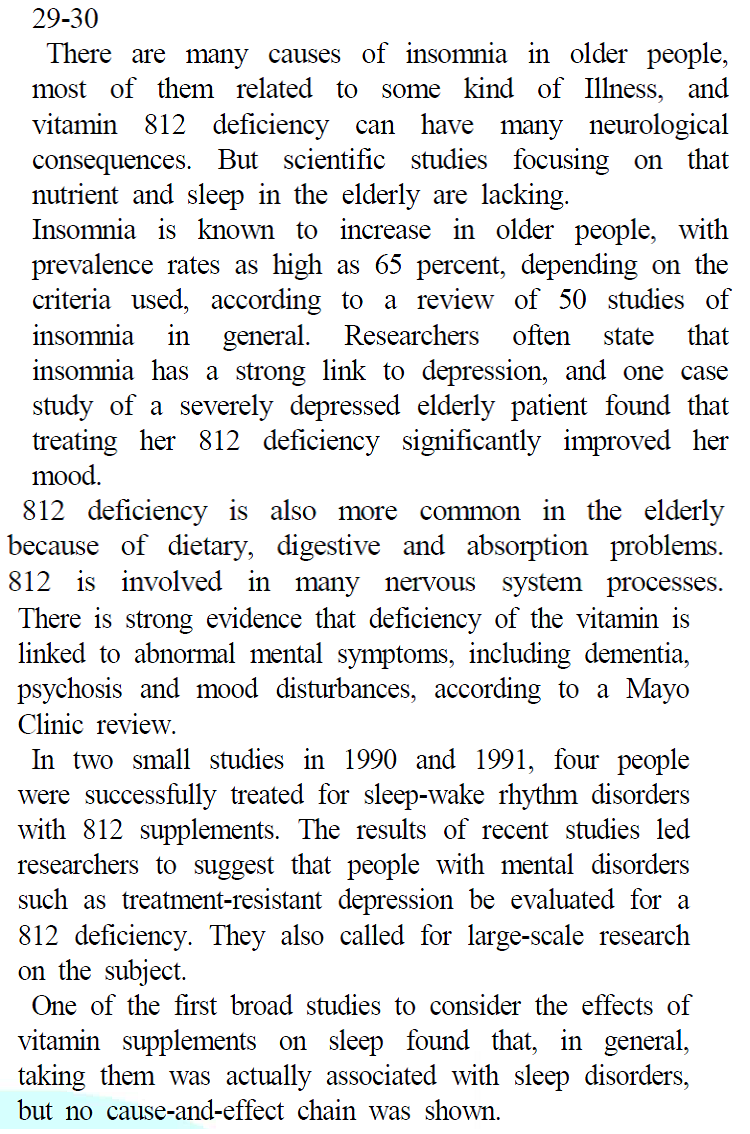 29-30
There are many causes of insomnia in older people,
most of them related to some kind of Illness, and
vitamin 812 deficiency can have many neurological
consequences. But scientific studies focusing on that
nutrient and sleep in the elderly are lacking.
Insomnia is known to increase in older people, with
prevalence rates as high as 65 percent, depending on the
criteria used, according to a review of 50 studies of
insomnia in general. Researchers often state that
insomnia has a strong link to depression, and one case
study of a severely depressed elderly patient found that
treating her 812 deficiency significantly improved her
mood.
812 deficiency is also more common in the elderly
because of dietary, digestive and absorption problems.
812 is involved in many nervous system processes.
There is strong evidence that deficiency of the vitamin is
linked to abnormal mental symptoms, including dementia,
psychosis and mood disturbances, according to a Mayo
Clinic review.
In two small studies in 1990 and 1991, four people
were successfully treated for sleep-wake rhythm disorders
with 812 supplements. The results of recent studies led
researchers to suggest that people with mental disorders
such as treatment-resistant depression be evaluated for a
812 deficiency. They also called for large-scale research
on the subject.
One of the first broad studies to consider the effects of
vitamin supplements on sleep found that, in general,
taking them was actually associated with sleep disorders,
but no cause-and-effect chain was shown.